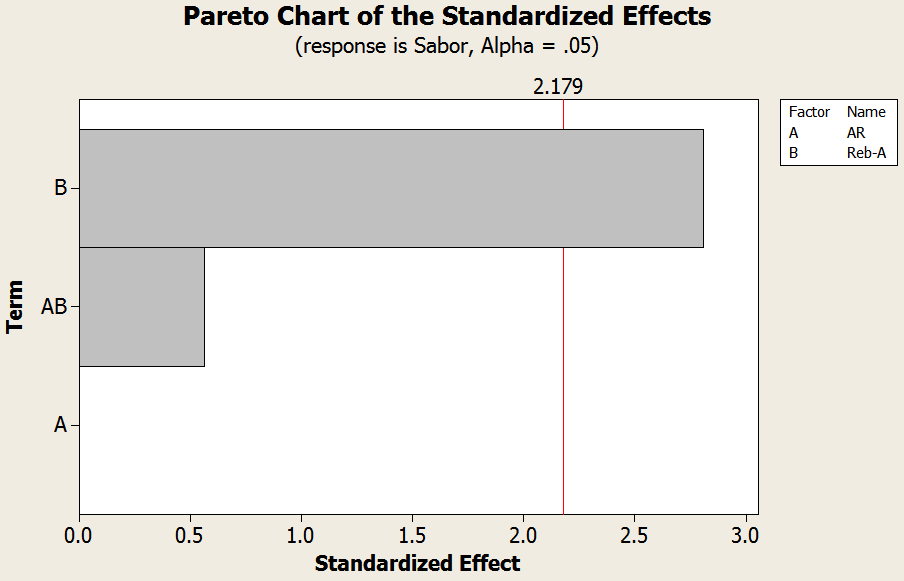 Pareto Chart of the Standardized Effects
(response is Sabor, Alpha = .05)
2.179
Factor Name
A AR
B Reb-A
Term
B
AB
A
0.0 0.5 1.0 1.5 2.0 2.5 3.0
Standardized Effect